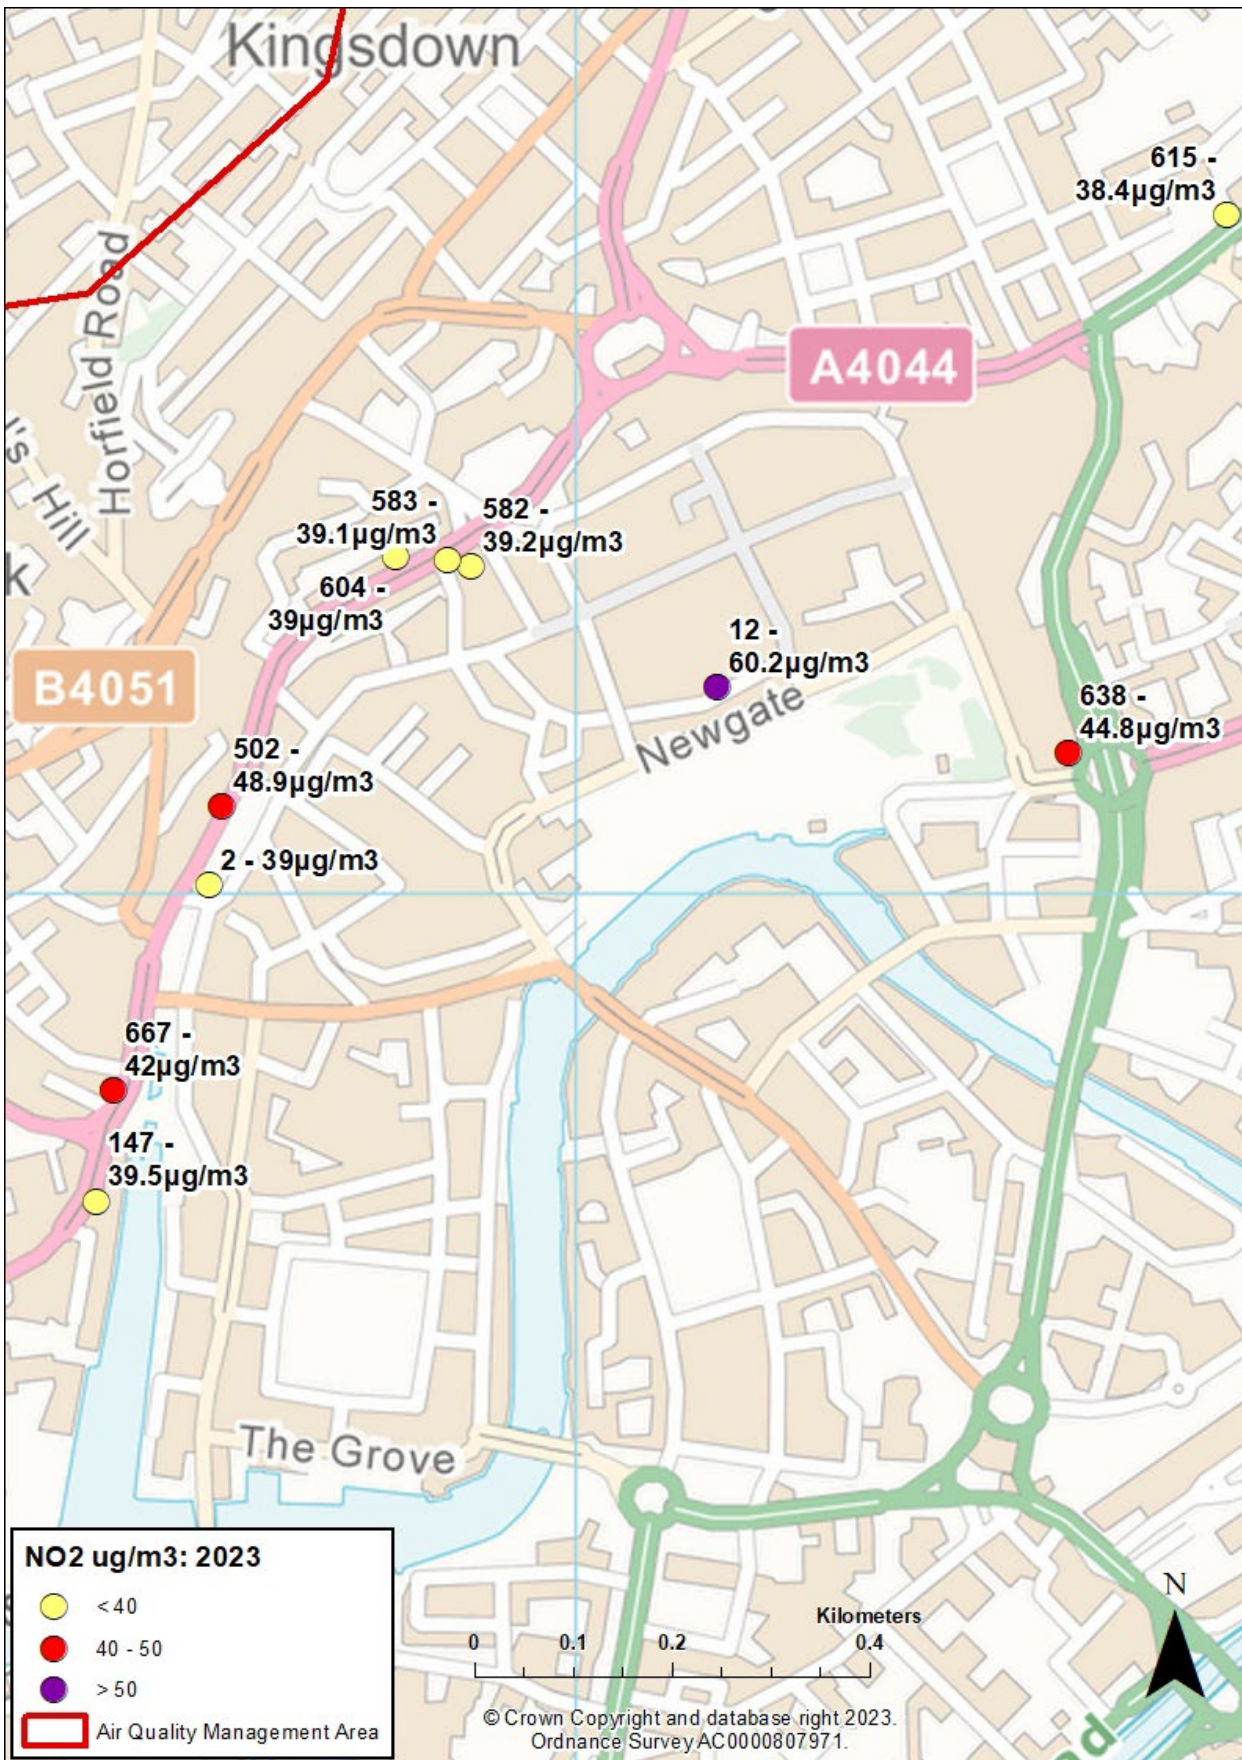 Kingsdown
615 -
38.4µg/m3
Horfield Road
A4044
l's Hill
k
583 -
39.1µg/m3
582 -
39.2µg/m3
604 -
39µg/m3
12 -
60.2µg/m3
B4051
638 -
44.8µg/m3
Newgate
502 -
48.9µg/m3
2 - 39µg/m3
667 -
42µg/m3
147 -
39.5µg/m3
The Grove
NO2 ug/m3: 2023
<40
40 - 50
>50
Air Quality Management Area
Kilometers
0 0.1 0.2 0.4
N
© Crown Copyright and database right 2023.
Ordnance Survey AC0000807971.